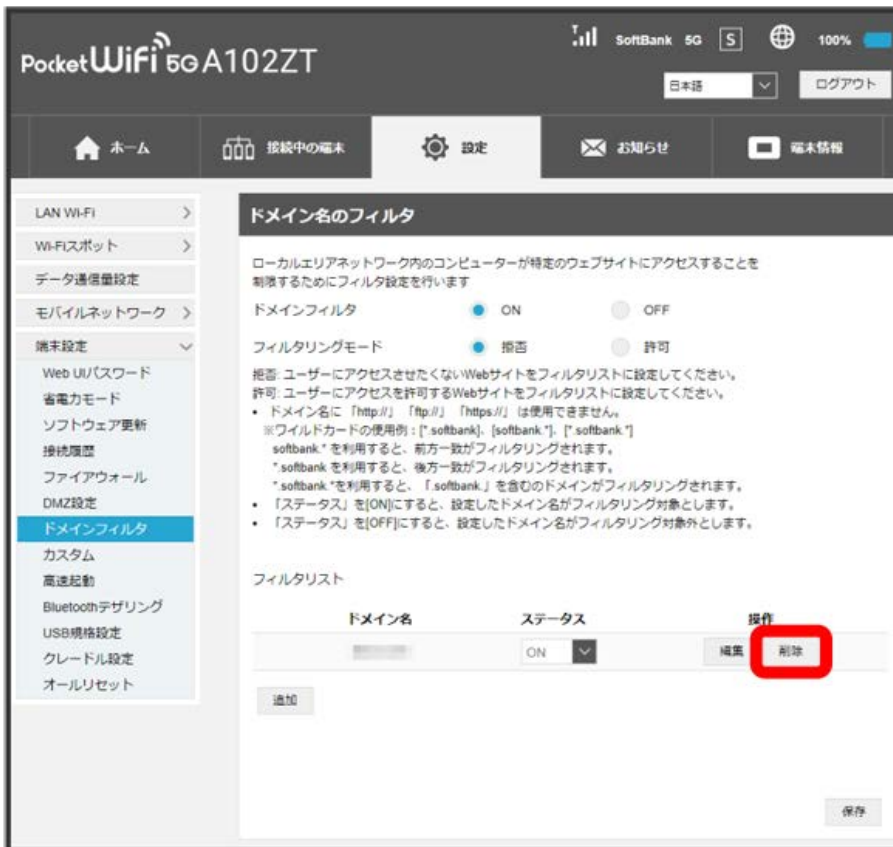 PocketWiFi 5G A102ZT
SoftBank 5G S 100%
日本語 ログアウト
ホーム 接続中の端末 設定 お知らせ 端末情報
LAN Wi-Fi
Wi-Fiスポット
データ通信量設定
モバイルネットワーク
端末設定
Web UIパスワード
省電力モード
ソフトウェア更新
接続履歴
ファイアウォール
DMZ設定
ドメインフィルタ
カスタム
高速起動
Bluetoothテザリング
USB規格設定
クレードル設定
オールリセット
ドメイン名のフィルタ
ローカルエリアネットワーク内のコンピューターが特定のウェブサイトにアクセスすることを
制限するためにフィルタ設定を行います
ドメインフィルタ ON OFF
フィルタリングモード 拒否 許可
拒否: ユーザーにアクセスさせたくないWebサイトをフィルタリストに設定してください。
許可: ユーザーにアクセスを許可するWebサイトをフィルタリストに設定してください。
• ドメイン名に 「http://」 「ftp://」 「https://」 は使用できません。
※ワイルドカードの使用例 : [*.softbank]、[softbank.*]、[*.softbank.*]
softbank.* を利用すると、前方一致がフィルタリングされます。
*.softbank を利用すると、後方一致がフィルタリングされます。
*.softbank.*を利用すると、「.softbank.」を含むのドメインがフィルタリングされます。
• 「ステータス」を[ON]にすると、設定したドメイン名がフィルタリング対象とします。
• 「ステータス」を[OFF]にすると、設定したドメイン名がフィルタリング対象外とします。
フィルタリスト
ドメイン名 ステータス 操作
ON 編集 削除
追加
保存